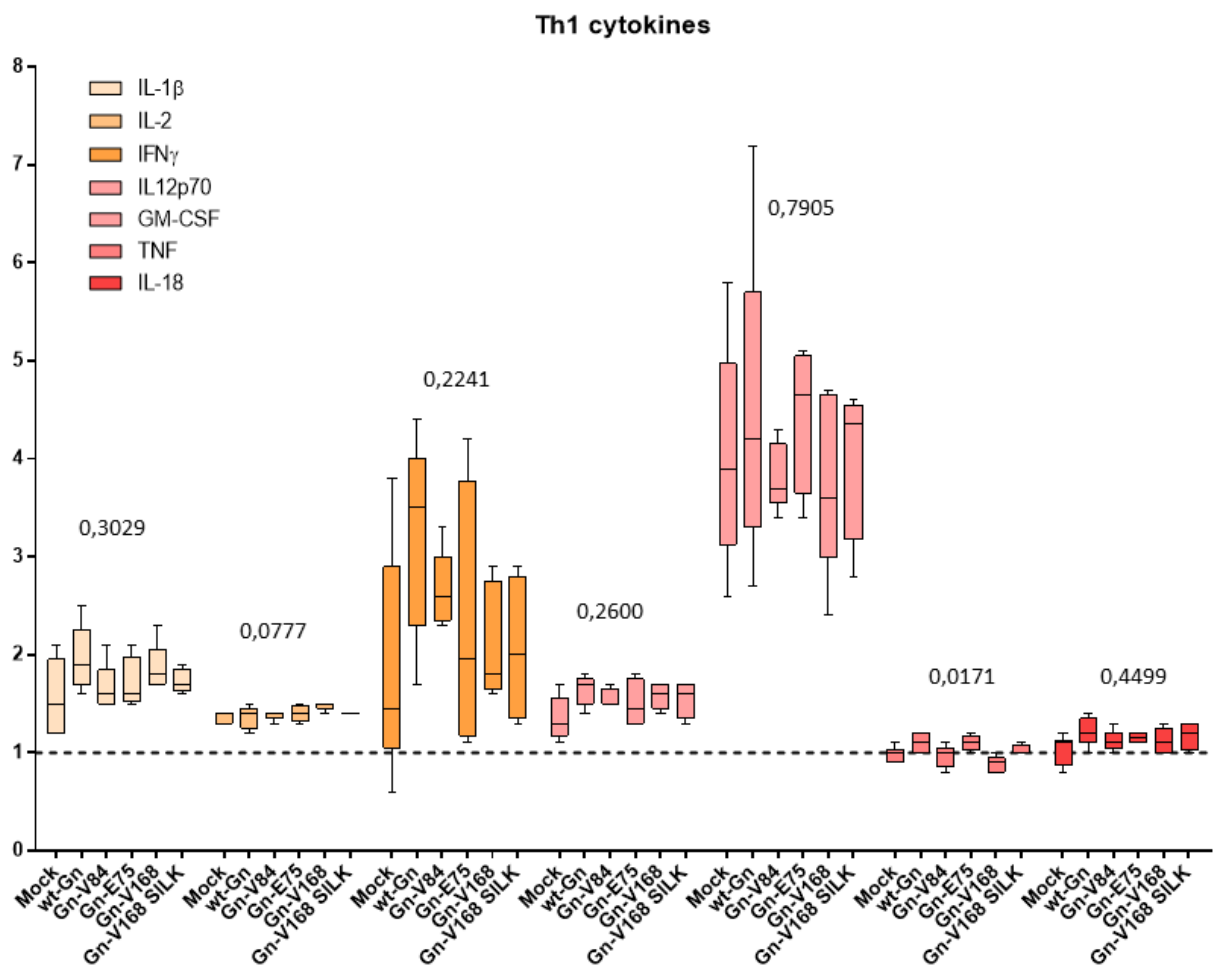 Th1 cytokines
8
7
6
5
4
3
2
1
0
IL-1β
IL-2
IFNγ
IL12p70
GM-CSF
TNF
IL-18
0,3029
0,0777
0,2241
0,2600
0,7905
0,0171
0,4499
Mock
wt-Gn
Gn-V84
Gn-E75
Gn-V168
Gn-V168 SILK
Mock
wt-Gn
Gn-V84
Gn-E75
Gn-V168
Gn-V168 SILK
Mock
wt-Gn
Gn-V84
Gn-E75
Gn-V168
Gn-V168 SILK
Mock
wt-Gn
Gn-V84
Gn-E75
Gn-V168
Gn-V168 SILK
Mock
wt-Gn
Gn-V84
Gn-E75
Gn-V168
Gn-V168 SILK
Mock
wt-Gn
Gn-V84
Gn-E75
Gn-V168
Gn-V168 SILK
Mock
wt-Gn
Gn-V84
Gn-E75
Gn-V168
Gn-V168 SILK